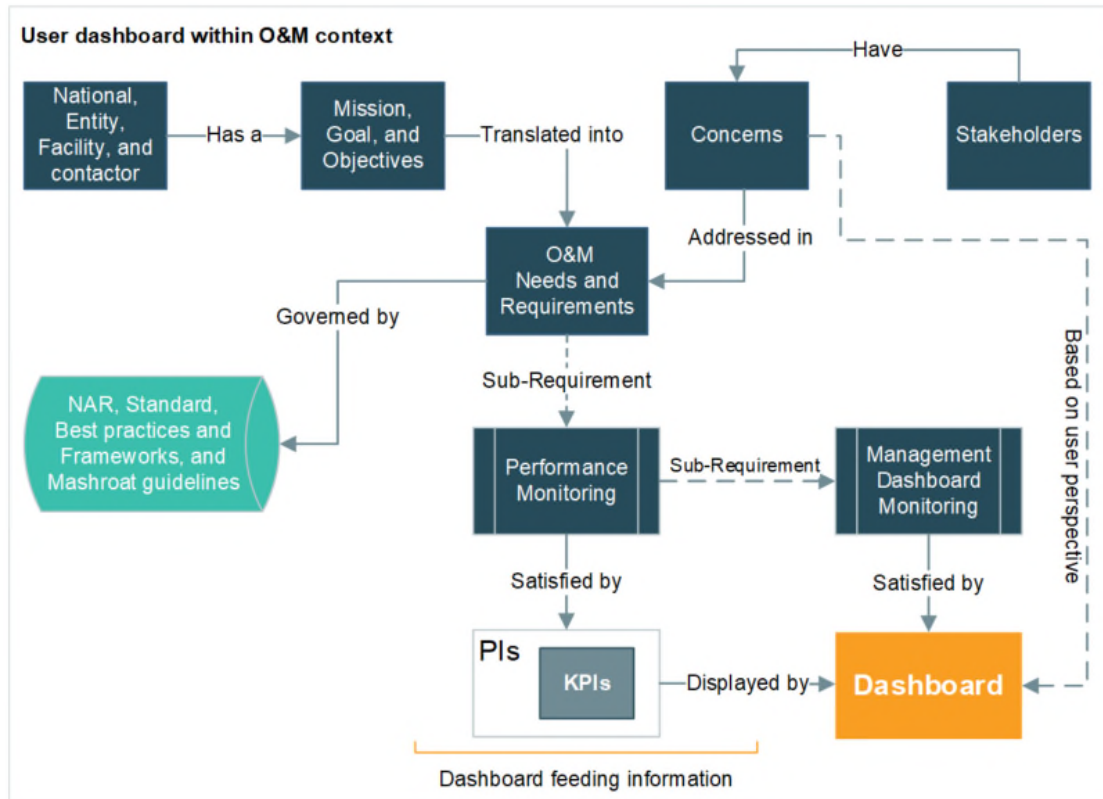 User dashboard within O&M context
Have
National,
Entity,
Facility, and
contactor
Has a
Mission,
Goal, and
Objectives
Translated into
Concerns
Stakeholders
Addressed in
O&M
Needs and
Requirements
Governed by
Based on user perspective
Sub-Requirement
NAR, Standard,
Best practices and
Frameworks, and
Mashroat guidelines
Performance
Monitoring
Sub-Requirement
Management
Dashboard
Monitoring
Satisfied by
Satisfied by
PIs
KPIs
Displayed by
Dashboard
Dashboard feeding information